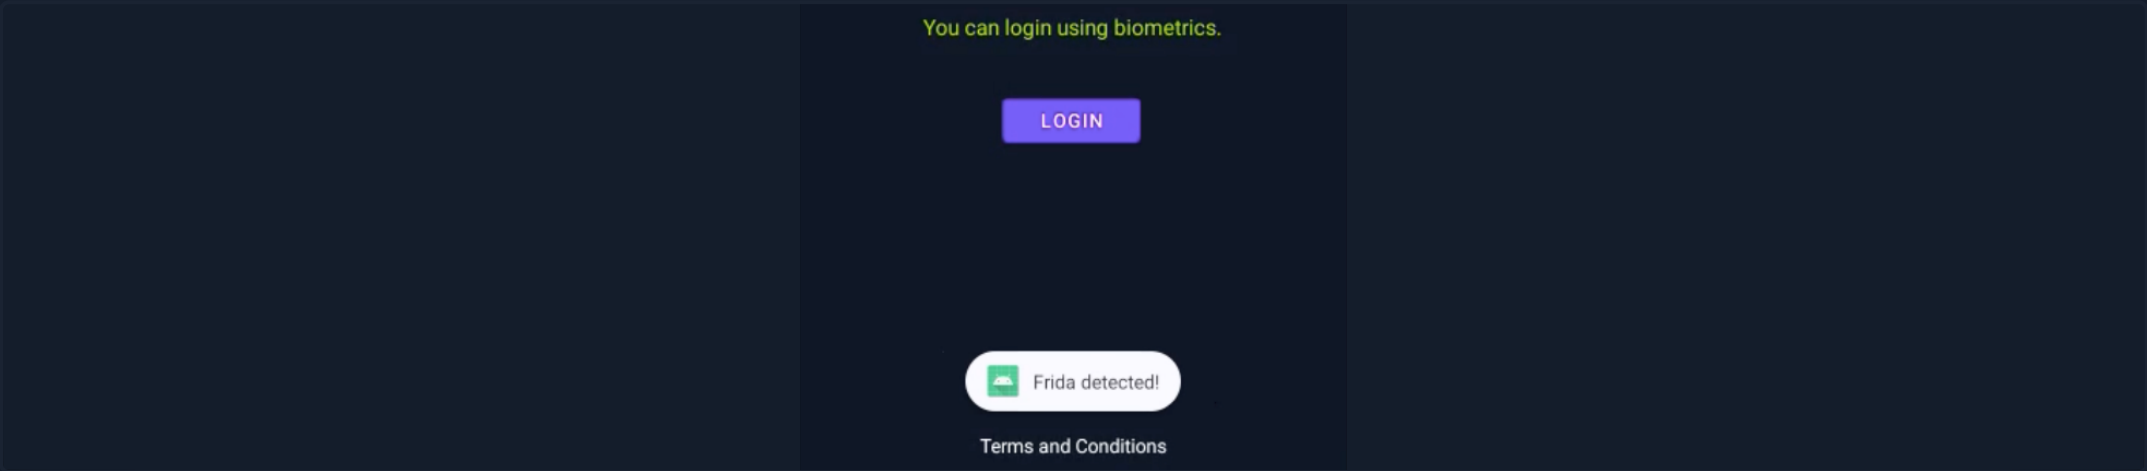 You can login using biometrics.
LOGIN
Frida detected!
Terms and Conditions